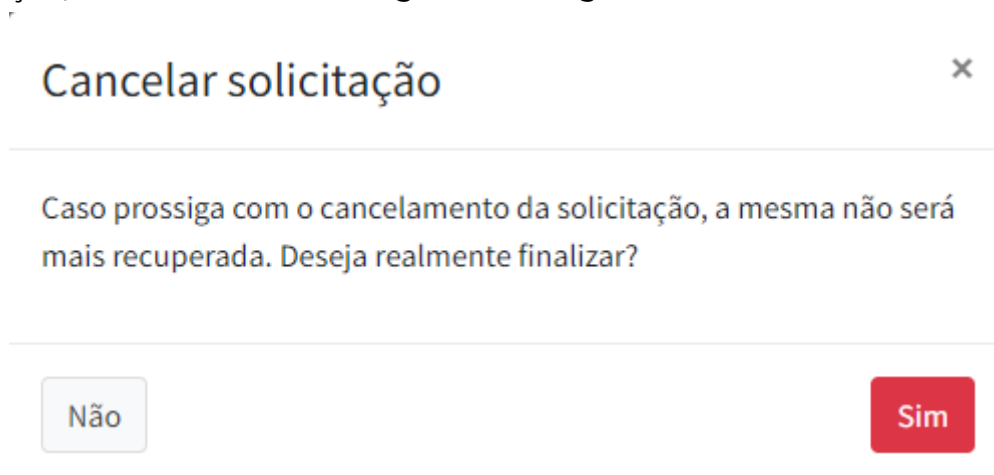 Cancelar solicitação
×
Caso prossiga com o cancelamento da solicitação, a mesma não será
mais recuperada. Deseja realmente finalizar?
Não
Sim